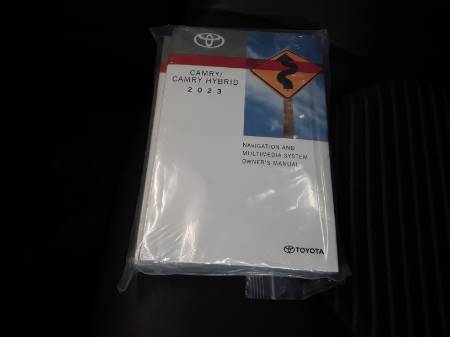 CAMRY/
CAMRY HYBRID
2023
NAVIGATION AND
MULTIMEDIA SYSTEM
OWNER'S MANUAL
TOYOTA